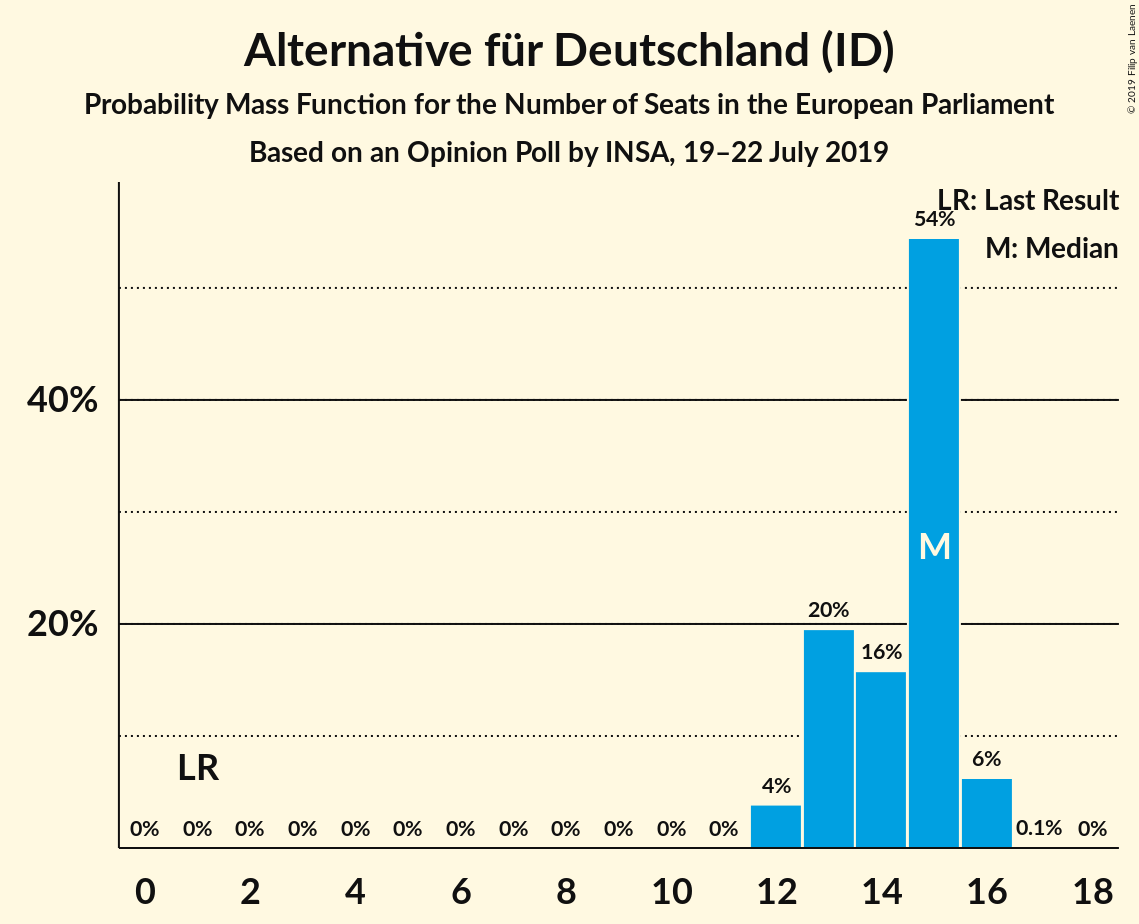 Alternative für Deutschland (ID)
Probability Mass Function for the Number of Seats in the European Parliament
Based on an Opinion Poll by INSA, 19–22 July 2019
© 2019 Filip van Laenen
LR: Last Result
M: Median
54%
40%
M
20%
20%
16%
LR
6%
4%
0% 0% 0% 0% 0% 0% 0% 0% 0% 0% 0% 0% 0.1% 0%
0 2 4 6 8 10 12 14 16 18